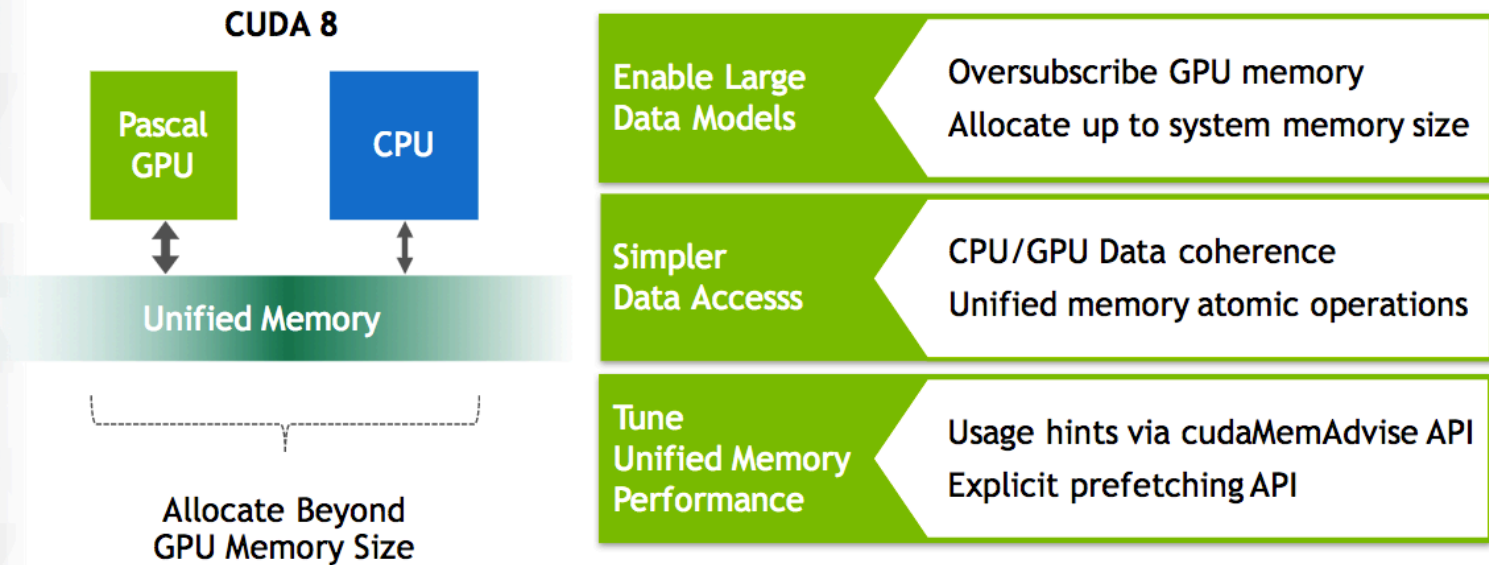 CUDA 8
Pascal
GPU
CPU
Unified Memory
Allocate Beyond
GPU Memory Size
Enable Large
Data Models
Oversubscribe GPU memory
Allocate up to system memory size
Simpler
Data Accesss
CPU/GPU Data coherence
Unified memory atomic operations
Tune
Unified Memory
Performance
Usage hints via cudaMemAdvise API
Explicit prefetching API